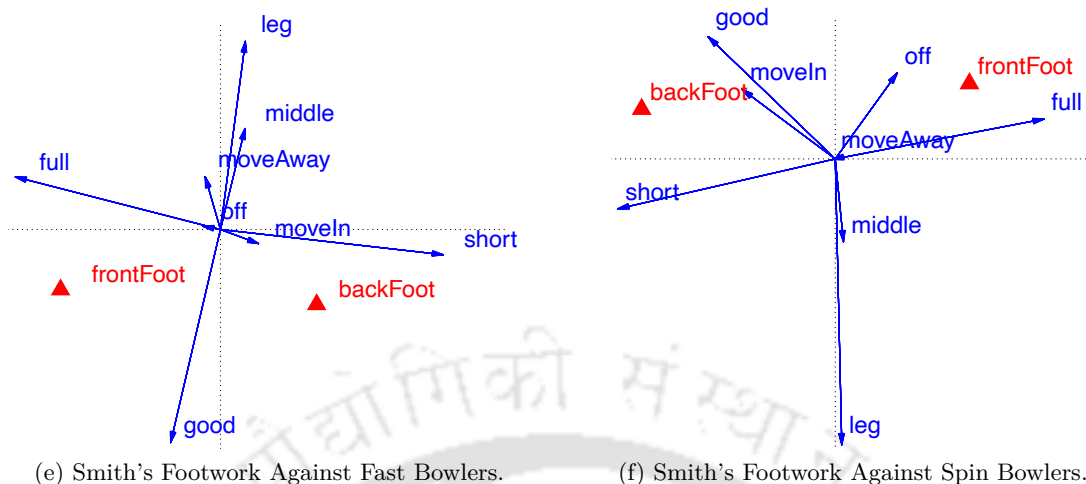 leg
middle
full
moveAway
off
moveIn
short
frontFoot
backFoot
good
(e) Smith's Footwork Against Fast Bowlers.
good
off
moveIn
frontFoot
backFoot
full
moveAway
short
middle
leg
(f) Smith's Footwork Against Spin Bowlers.